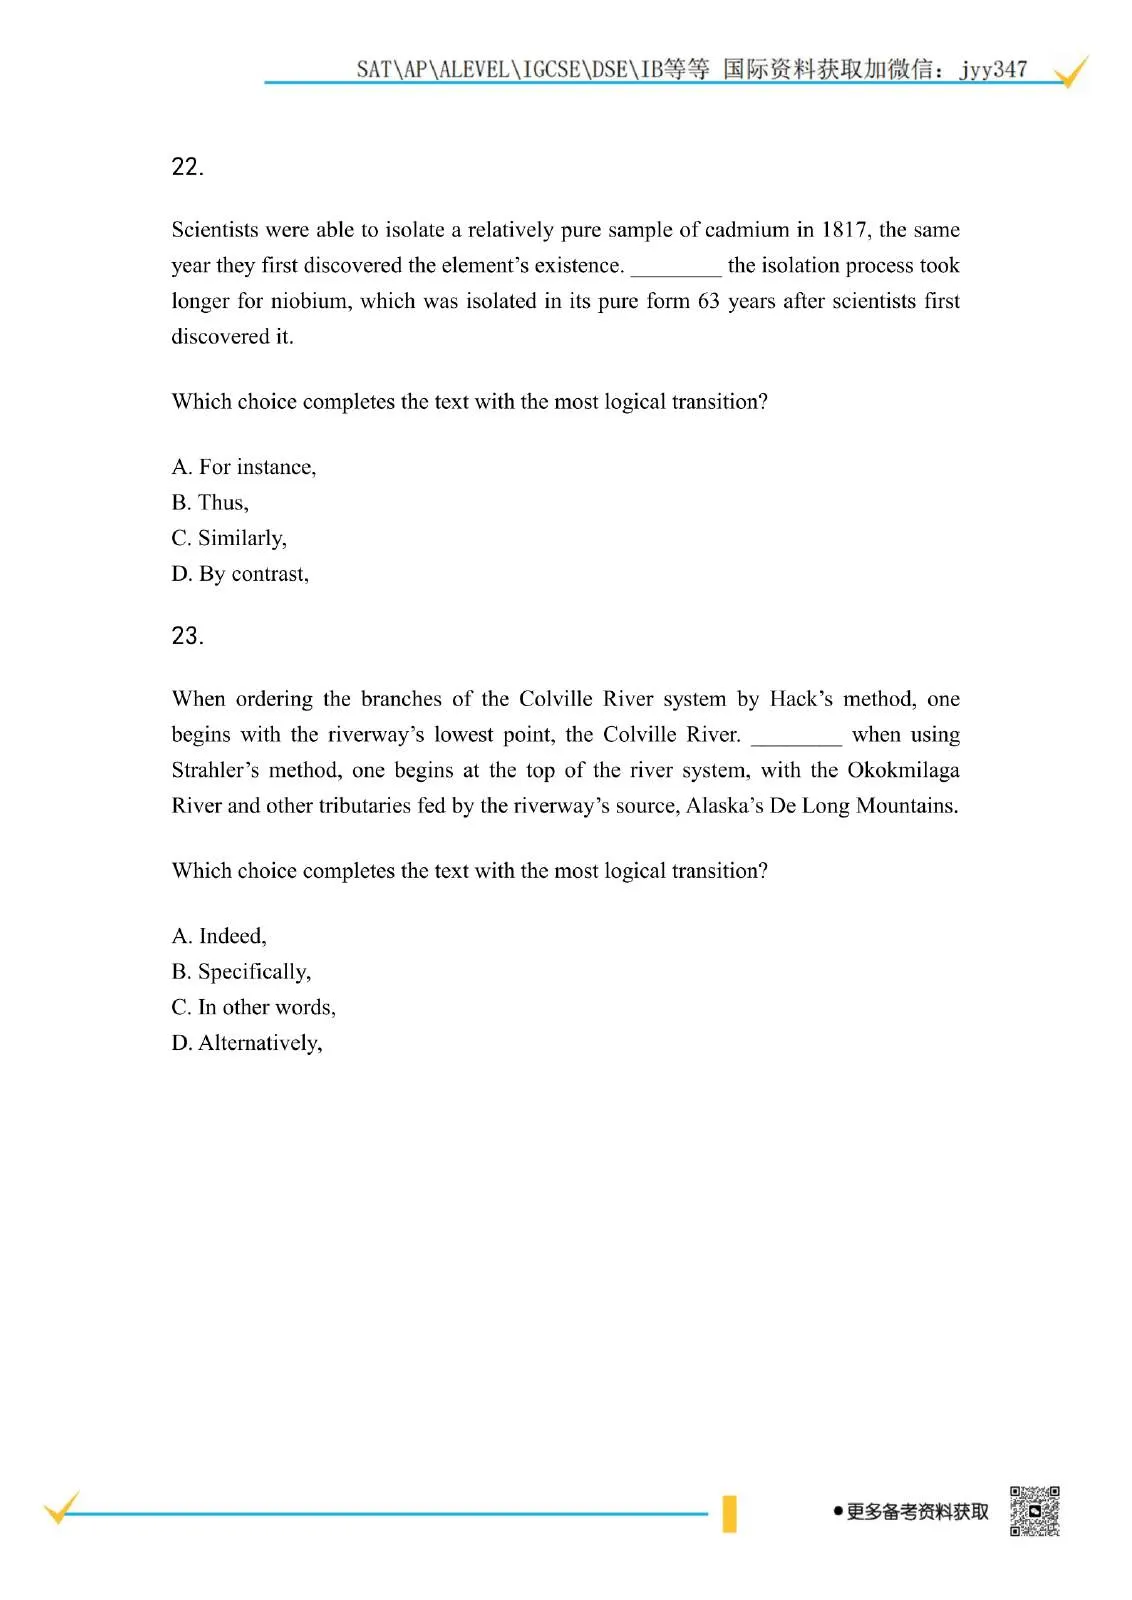 SAT\AP\ALEVEL\IGCSE\DSE\IB等等 国际资料获取加微信：jyy347
22.
Scientists were able to isolate a relatively pure sample of cadmium in 1817, the same
year they first discovered the element’s existence. ________ the isolation process took
longer for niobium, which was isolated in its pure form 63 years after scientists first
discovered it.
Which choice completes the text with the most logical transition?
A. For instance,
B. Thus,
C. Similarly,
D. By contrast,
23.
When ordering the branches of the Colville River system by Hack’s method, one
begins with the riverway’s lowest point, the Colville River. ________ when using
Strahler’s method, one begins at the top of the river system, with the Okokmilaga
River and other tributaries fed by the riverway’s source, Alaska’s De Long Mountains.
Which choice completes the text with the most logical transition?
A. Indeed,
B. Specifically,
C. In other words,
D. Alternatively,
●更多备考资料获取